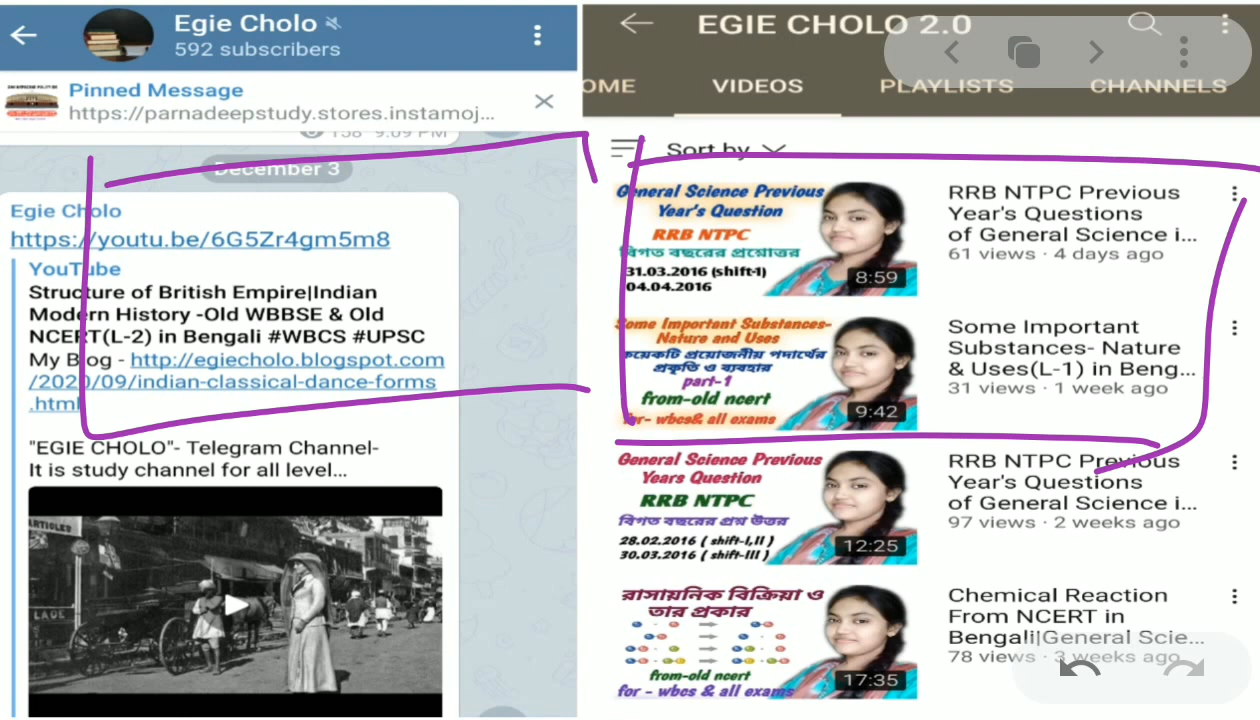 Egie Cholo
592 subscribers
Pinned Message
https://parnadeepstudy.stores.instamoj...
158 9:09 PM
December 3
Egie Cholo
https://youtu.be/6G5Zr4gm5m8
YouTube
Structure of British Empire|Indian
Modern History -Old WBBSE & Old
NCERT(L-2) in Bengali #WBCS #UPSC
My Blog - http://egiecholo.blogspot.com
/2020/09/indian-classical-dance-forms
.html
"EGIE CHOLO"- Telegram Channel-
It is study channel for all level...
ARTICLES
LACE
EGIE CHOLO 2.0
OME VIDEOS PLAYLISTS CHANNELS
Sort by
General Science Previous
Year's Question
RRB NTPC
বিগত বছরের প্রশ্নোত্তর
31.03.2016 (shift-1)
04.04.2016
8:59
RRB NTPC Previous
Year's Questions
of General Science i...
61 views · 4 days ago
Some Important Substances-
Nature and Uses
কয়েকটি প্রয়োজনীয় পদার্থের
প্রকৃতি ও ব্যবহার
part-1
from-old ncert
for- wbcs& all exams
9:42
Some Important
Substances- Nature
& Uses(L-1) in Beng...
31 views · 1 week ago
General Science Previous
Years Question
RRB NTPC
বিগত বছরের প্রশ্ন উত্তর
28.02.2016 ( shift-I,II )
30.03.2016 ( shift-III )
12:25
RRB NTPC Previous
Year's Questions
of General Science i...
97 views · 2 weeks ago
রাসায়নিক বিক্রিয়া ও
তার প্রকার
from-old ncert
for - wbcs & all exams
17:35
Chemical Reaction
From NCERT in
Bengali|General Scie...
78 views · 3 weeks ago